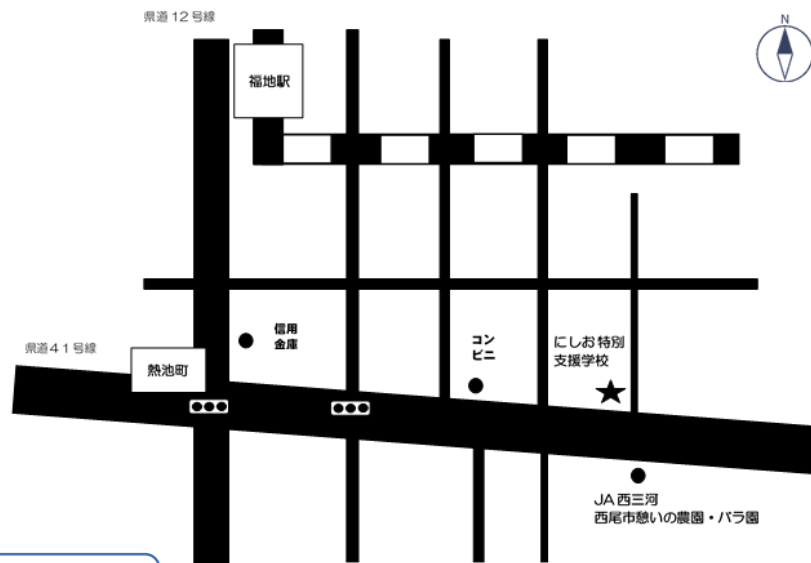 県道12号線
N
福地駅
信用
金庫
コン
ビニ
にしお特別
支援学校
県道41号線
熱池町
JA西三河
西尾市憩いの農園・バラ園